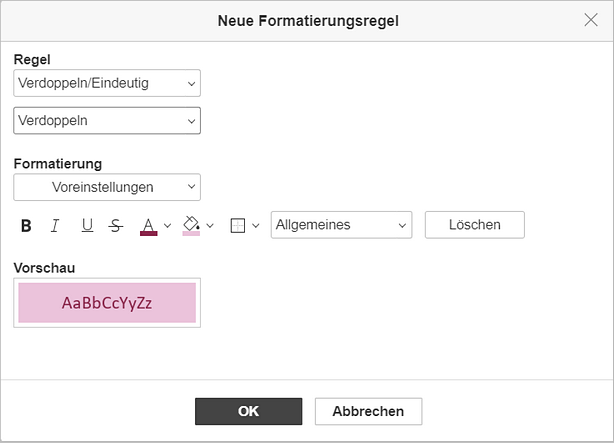 Neue Formatierungsregel
Regel
Verdoppeln/Eindeutig
Verdoppeln
Formatierung
Voreinstellungen
B I U S A Allgemeines Löschen
Vorschau
AaBbCcYyZz
OK Abbrechen